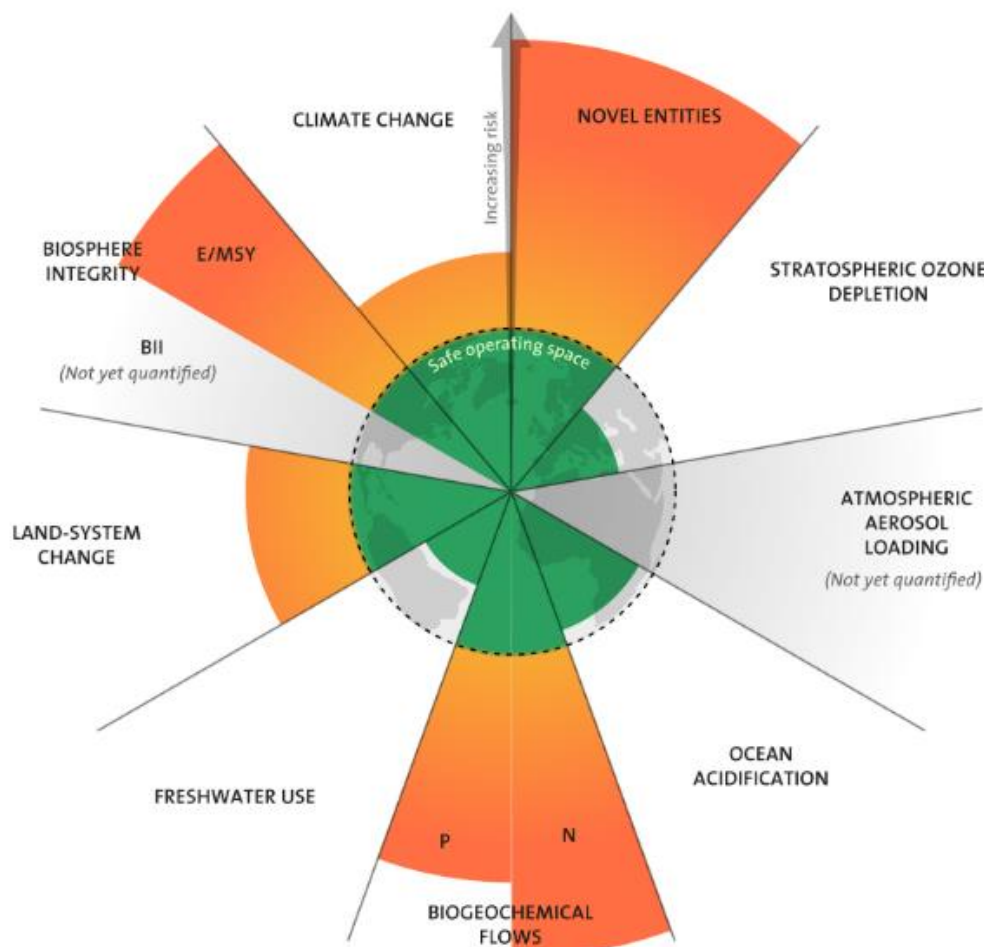 CLIMATE CHANGE
Increasing risk
NOVEL ENTITIES
STRATOSPHERIC OZONE
DEPLETION
BIOSPHERE
INTEGRITY
E/MSY
BII
(Not yet quantified)
Safe operating space
ATMOSPHERIC
AEROSOL
LOADING
(Not yet quantified)
LAND-SYSTEM
CHANGE
OCEAN
ACIDIFICATION
FRESHWATER USE
P
N
BIOGEOCHEMICAL
FLOWS